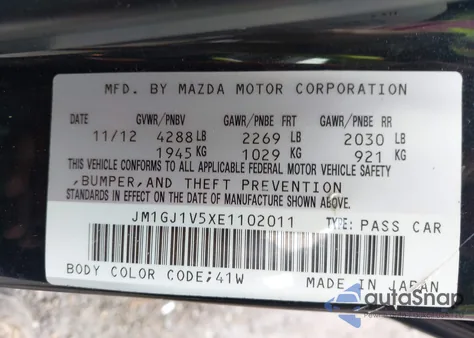 MFD. BY MAZDA MOTOR CORPORATION
DATE GVWR/PNBV GAWR/PNBE FRT GAWR/PNBE RR
11/12 4288 LB 2269 LB 2030 LB
1945 KG 1029 KG 921 KG
THIS VEHICLE CONFORMS TO ALL APPLICABLE FEDERAL MOTOR VEHICLE SAFETY
,BUMPER,AND THEFT PREVENTION
STANDARDS IN EFFECT ON THE DATE OF MANUFACTURE SHOWN ABOVE.
JM1GJ1V5XE1102011 TYPE: PASS CAR
BODY COLOR CODE;41W MADE IN JAPAN
autoSnap